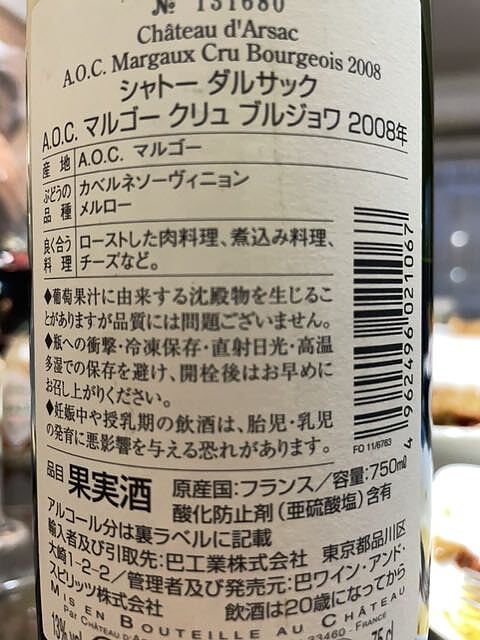 № 131680
Château d'Arsac
A.O.C. Margaux Cru Bourgeois 2008
シャトー ダルサック
A.O.C. マルゴー クリュ ブルジョワ 2008年
産地 A.O.C. マルゴー
ぶどうの品種 カベルネソーヴィニョン
メルロー
良く合う料理 ローストした肉料理、煮込み料理、
チーズなど。
◆葡萄果汁に由来する沈殿物を生じるこ
とがありますが品質には問題ございません。
◆瓶への衝撃・冷凍保存・直射日光・高温
多湿での保存を避け、開栓後はお早めに
お召し上がりください。
◆妊娠中や授乳期の飲酒は、胎児・乳児
の発育に悪影響を与える恐れがあります。
4962496021067
FO 11/6763
品目 果実酒 原産国:フランス/容量:750ml
酸化防止剤(亜硫酸塩)含有
アルコール分は裏ラベルに記載
輸入者及び引取先:巴工業株式会社 東京都品川区
大崎1-2-2/管理者及び発売元:巴ワイン・アンド・
スピリッツ株式会社 飲酒は20歳になってから
MIS EN BOUTEILLE AU CHÂTEAU
Par CHÂTEAU D'A 33460 - FRANCE
13% vol cl